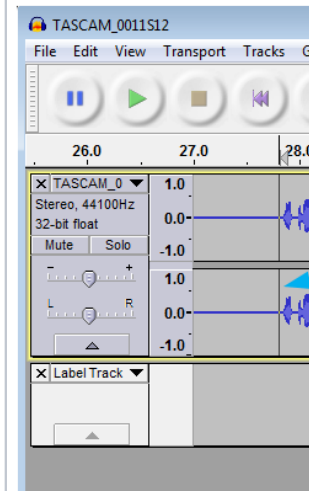 TASCAM_0011S12
File Edit View Transport Tracks G
26.0 27.0 28.0
X TASCAM_0 1.0
Stereo, 44100Hz
32-bit float 0.0
Mute Solo -1.0
- + 1.0
L R 0.0
-1.0
X Label Track